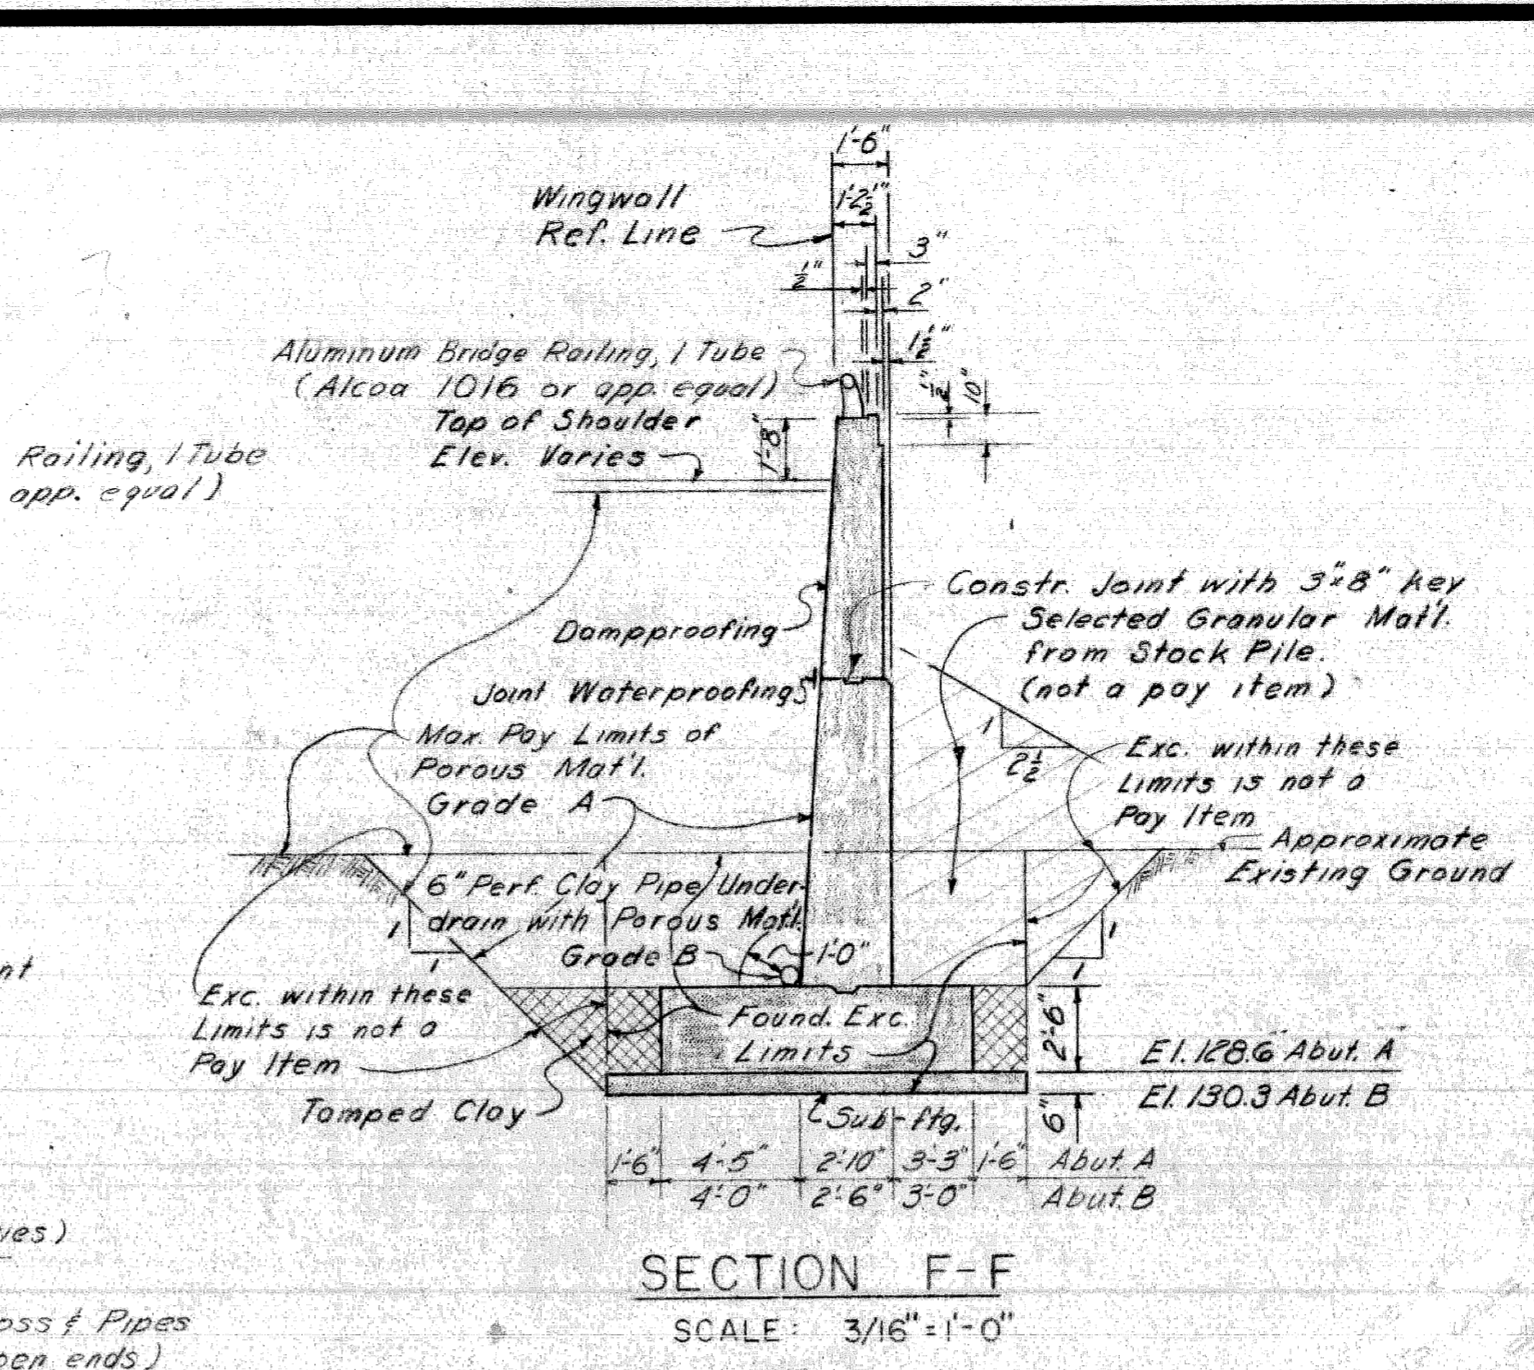 1'-6"
Wingwall
Ref. Line
1'-2½"
3"
½"
2"
1½"
Aluminum Bridge Railing, 1 Tube
(Alcoa 1016 or app. equal)
½"
10"
Top of Shoulder
Elev. Varies
1'-8"
Railing, 1 Tube
app. equal)
Constr. Joint with 3"x8" key
Selected Granular Mat'l.
from Stock Pile.
(not a pay item)
Dampproofing
Joint Waterproofing
Max. Pay Limits of
Porous Mat'l.
Grade A
1
2½
Exc. within these
Limits is not a
Pay Item
Approximate
Existing Ground
6" Perf. Clay Pipe Under-
drain with Porous Mat'l.
Grade B
1'-0"
1
1
1
1
Exc. within these
Limits is not a
Pay Item
Found. Exc.
Limits
2'-6"
El. 128.6 Abut. A
El. 130.3 Abut. B
6"
Tamped Clay
Sub-ftg.
1'-6" 4'-5" 2'-10" 3'-3" 1'-6" Abut. A
4'-0" 2'-6" 3'-0" Abut. B
SECTION F-F
SCALE: 3/16"=1'-0"
ves)
& Pipes
ends)